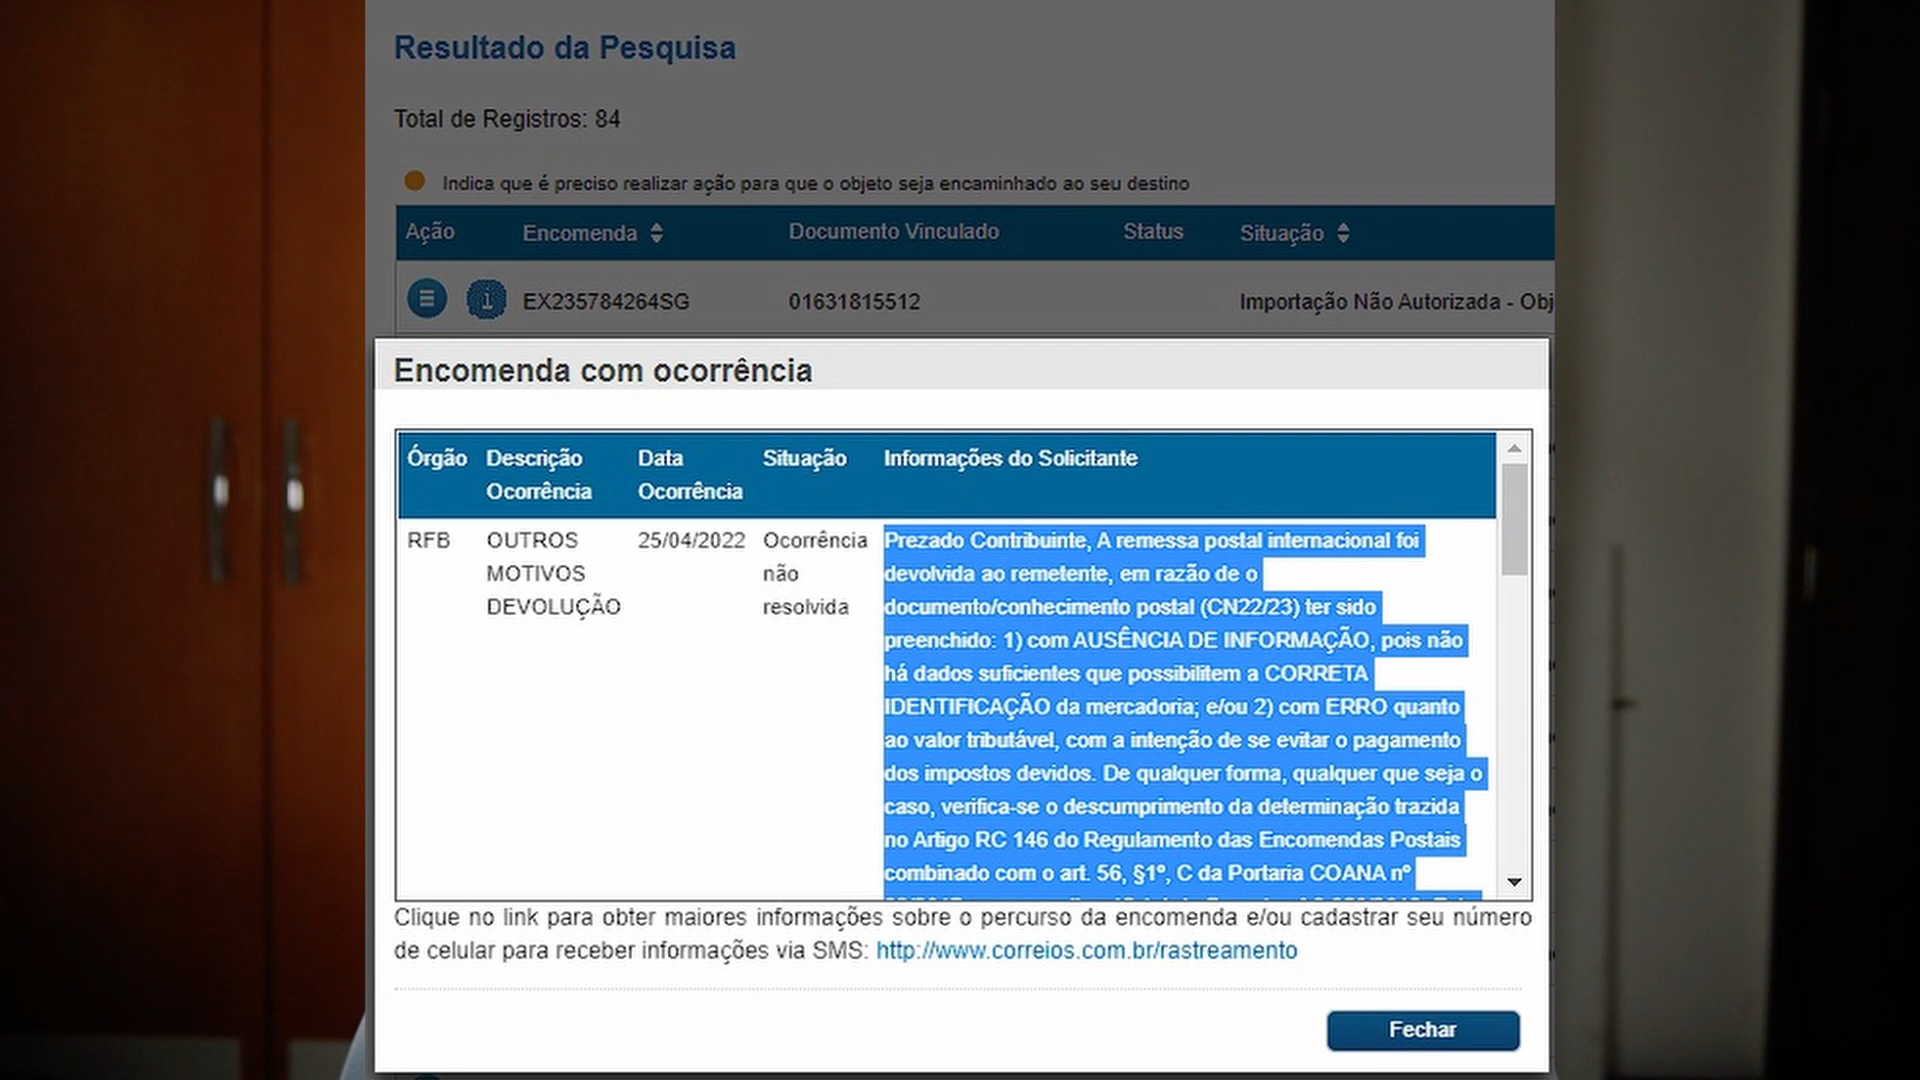 Resultado da Pesquisa
Total de Registros: 84
Indica que é preciso realizar ação para que o objeto seja encaminhado ao seu destino
Ação Encomenda Documento Vinculado Status Situação
EX235784264SG 01631815512 Importação Não Autorizada - Obj
Encomenda com ocorrência
Órgão Descrição Data Situação Informações do Solicitante
Ocorrência Ocorrência
RFB OUTROS 25/04/2022 Ocorrência Prezado Contribuinte, A remessa postal internacional foi
MOTIVOS não devolvida ao remetente, em razão de o
DEVOLUÇÃO resolvida documento/conhecimento postal (CN22/23) ter sido
preenchido: 1) com AUSÊNCIA DE INFORMAÇÃO, pois não
há dados suficientes que possibilitem a CORRETA
IDENTIFICAÇÃO da mercadoria; e/ou 2) com ERRO quanto
ao valor tributável, com a intenção de se evitar o pagamento
dos impostos devidos. De qualquer forma, qualquer que seja o
caso, verifica-se o descumprimento da determinação trazida
no Artigo RC 146 do Regulamento das Encomendas Postais
combinado com o art. 56, §1º, C da Portaria COANA nº
Clique no link para obter maiores informações sobre o percurso da encomenda e/ou cadastrar seu número
de celular para receber informações via SMS: http://www.correios.com.br/rastreamento
Fechar